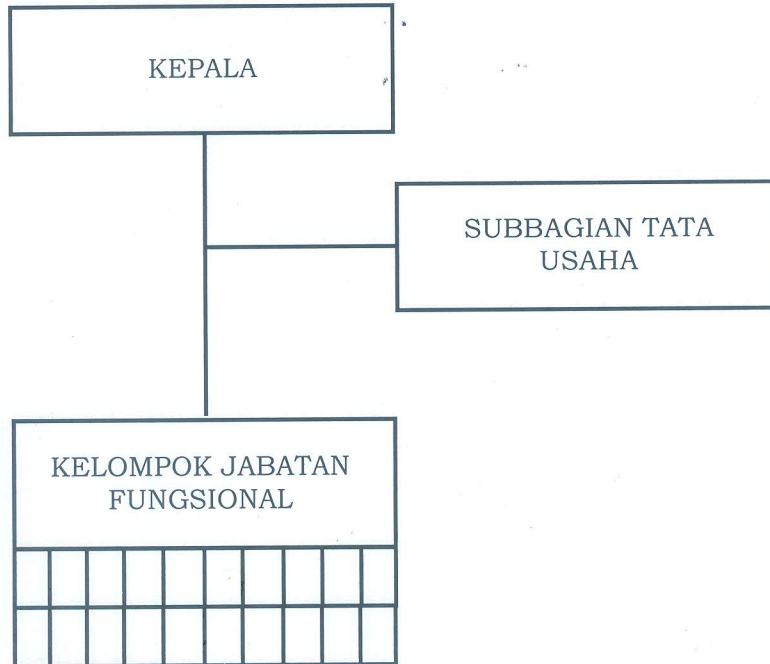 KEPALA
SUBBAGIAN TATA
USAHA
KELOMPOK JABATAN
FUNGSIONAL